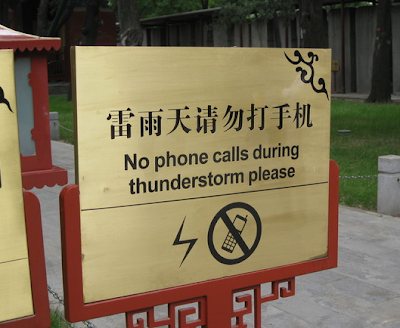 雷雨天请勿打手机
No phone calls during
thunderstorm please